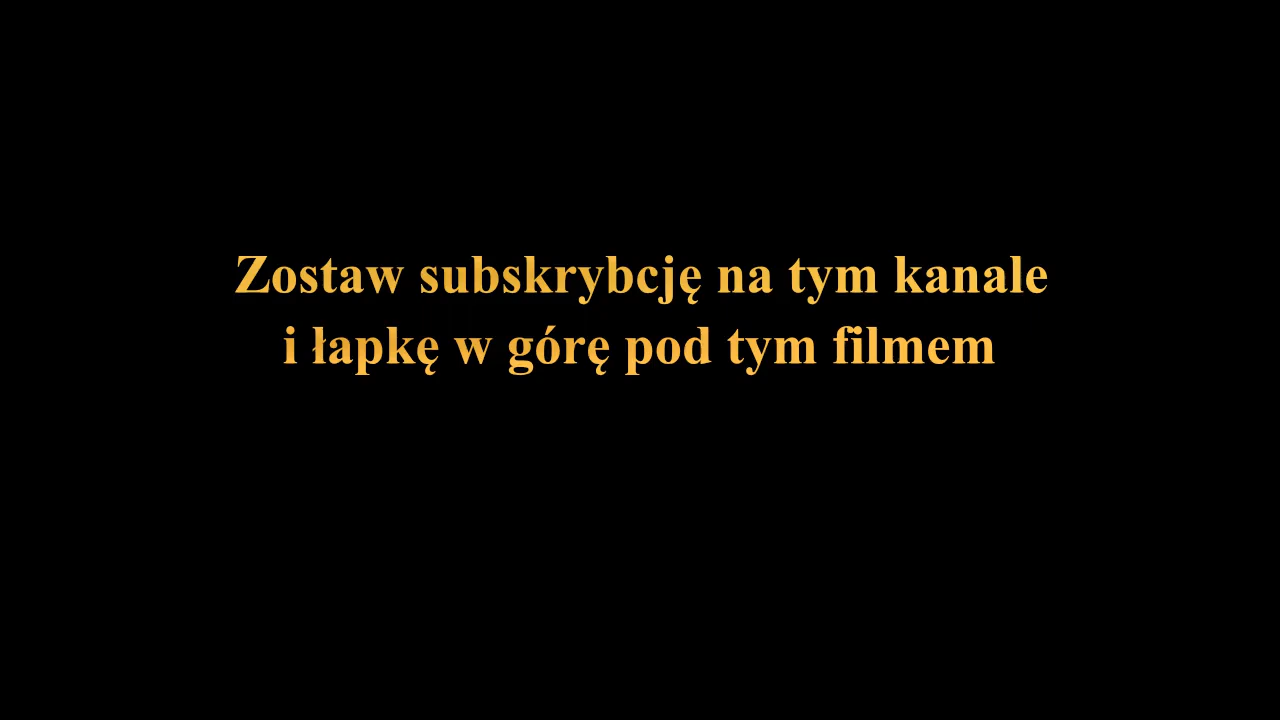 Zostaw subskrybcję na tym kanale
i łapkę w górę pod tym filmem